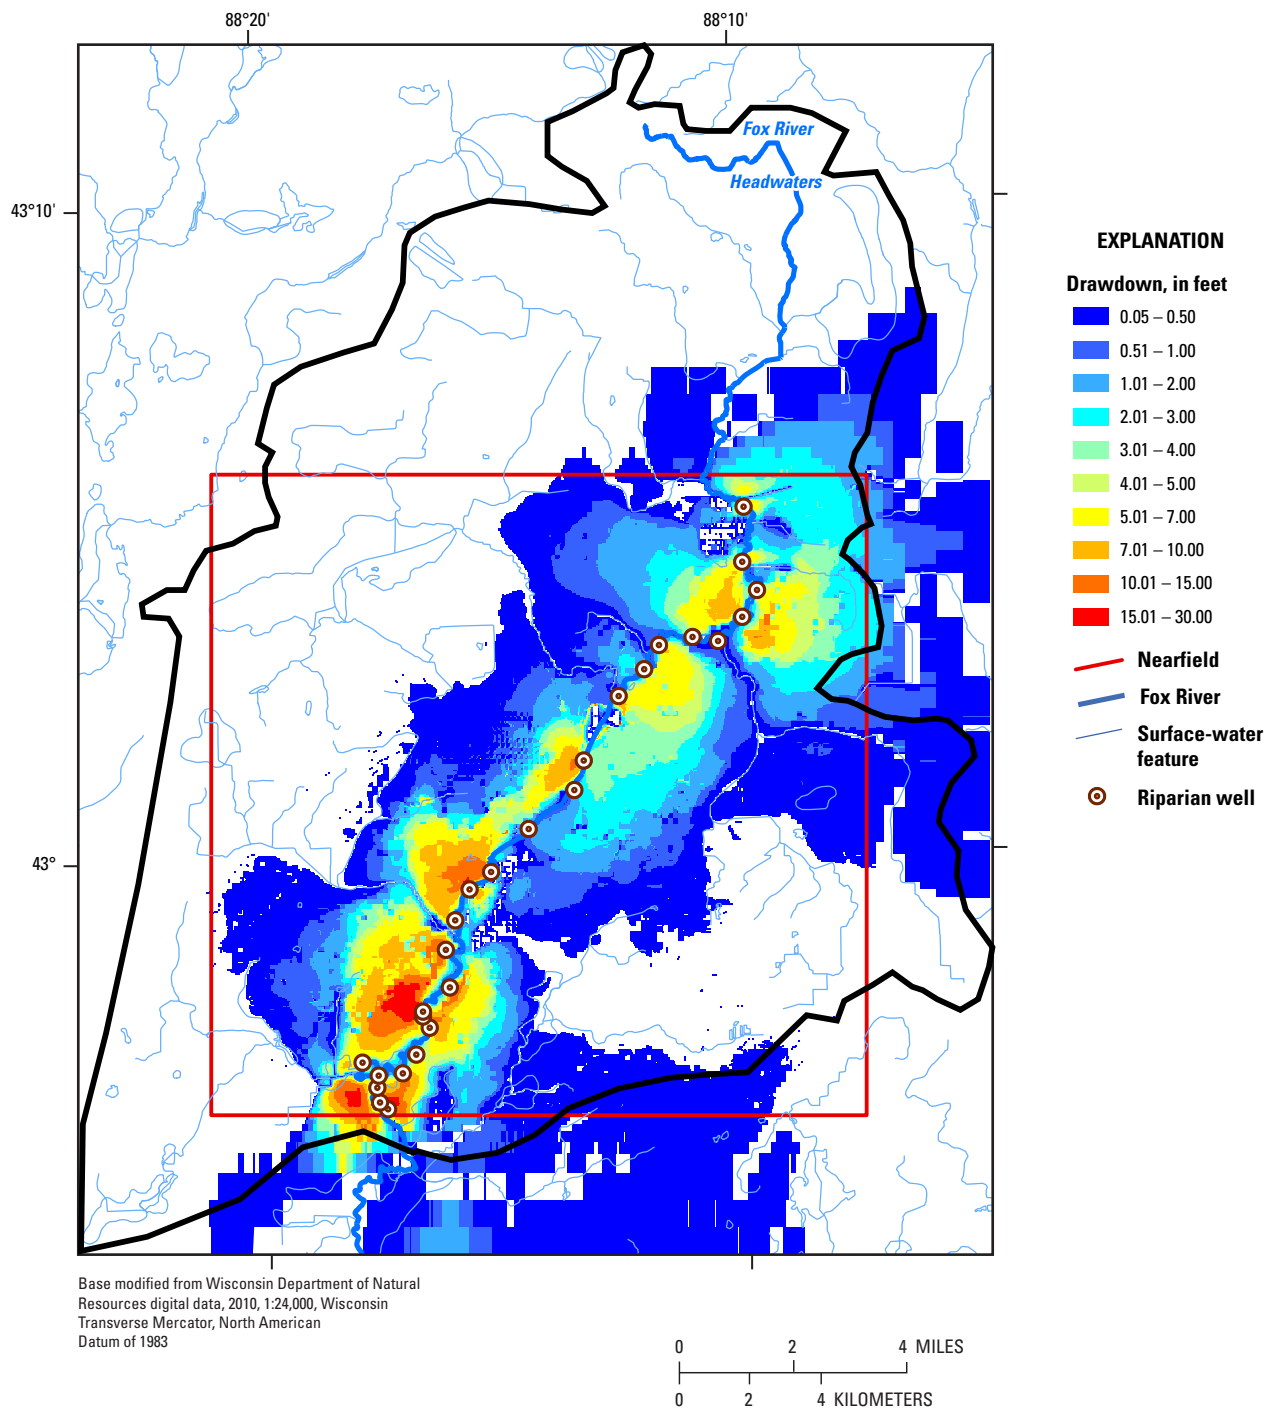 88°20'
88°10'
Fox River
Headwaters
43°10'
43°
EXPLANATION
Drawdown, in feet
0.05 – 0.50
0.51 – 1.00
1.01 – 2.00
2.01 – 3.00
3.01 – 4.00
4.01 – 5.00
5.01 – 7.00
7.01 – 10.00
10.01 – 15.00
15.01 – 30.00
Nearfield
Fox River
Surface-water
feature
Riparian well
Base modified from Wisconsin Department of Natural
Resources digital data, 2010, 1:24,000, Wisconsin
Transverse Mercator, North American
Datum of 1983
0 2 4 MILES
0 2 4 KILOMETERS